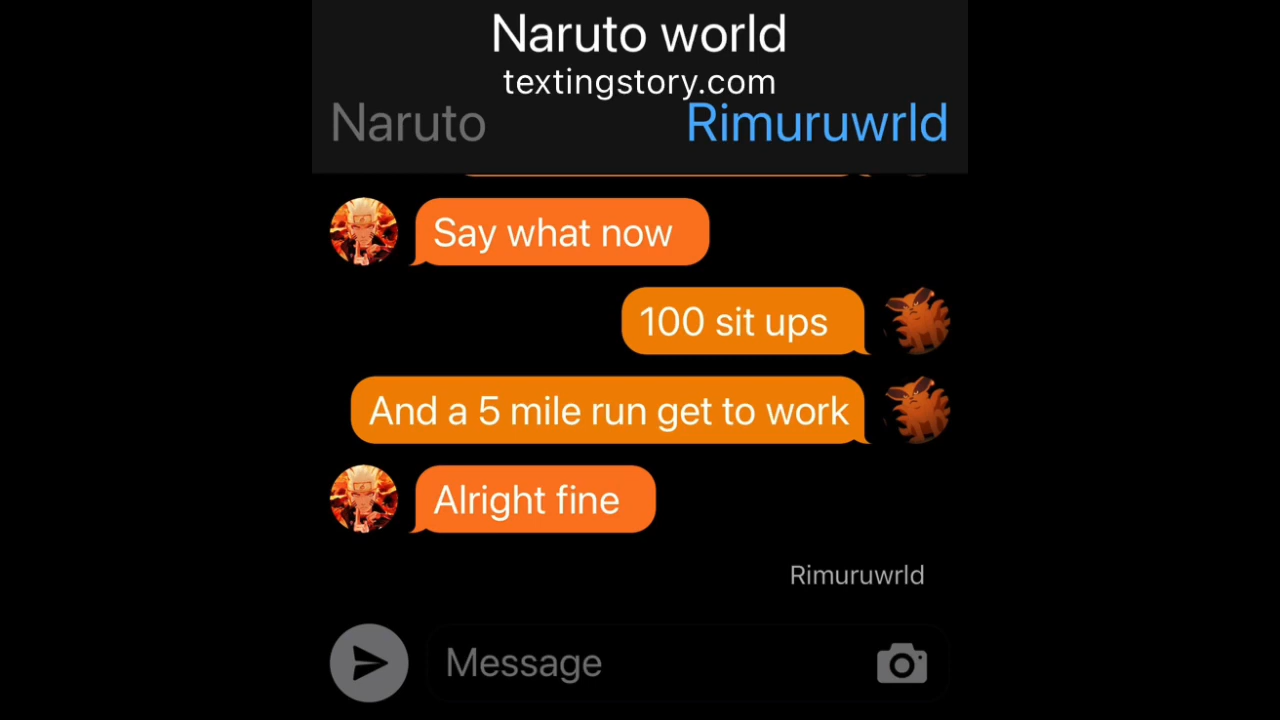 Naruto world
textingstory.com
Naruto
Rimuruwrld
Say what now
100 sit ups
And a 5 mile run get to work
Alright fine
Rimuruwrld
Message